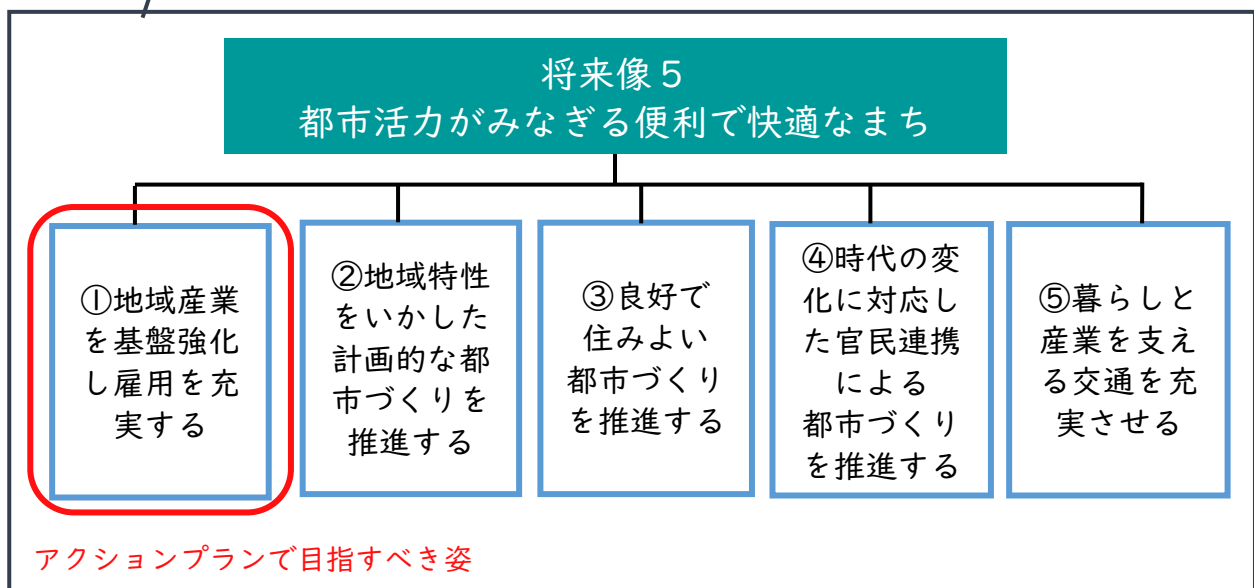 将来像５
都市活力がみなぎる便利で快適なまち
①地域産業
を基盤強化
し雇用を充
実する
②地域特性
をいかした
計画的な都
市づくりを
推進する
③良好で
住みよい
都市づくり
を推進する
④時代の変
化に対応し
た官民連携
による
都市づくり
を推進する
⑤暮らしと
産業を支え
る交通を充
実させる
アクションプランで目指すべき姿